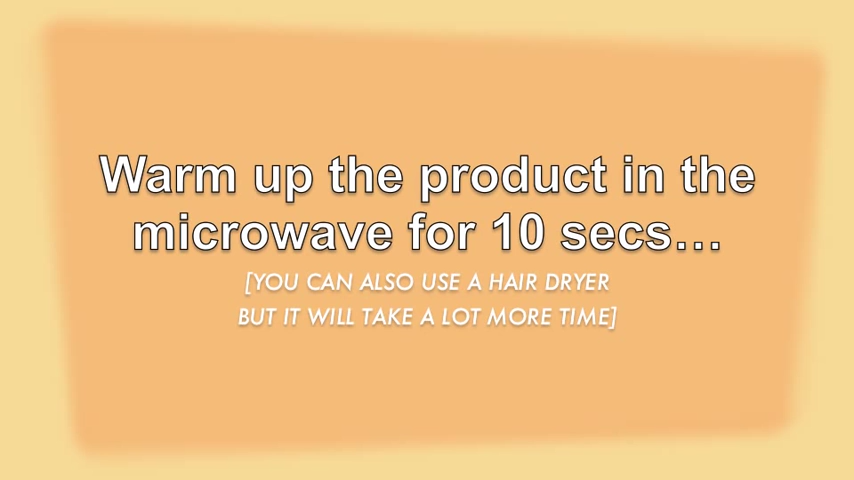 Warm up the product in the
microwave for 10 secs...
[YOU CAN ALSO USE A HAIR DRYER
BUT IT WILL TAKE A LOT MORE TIME]